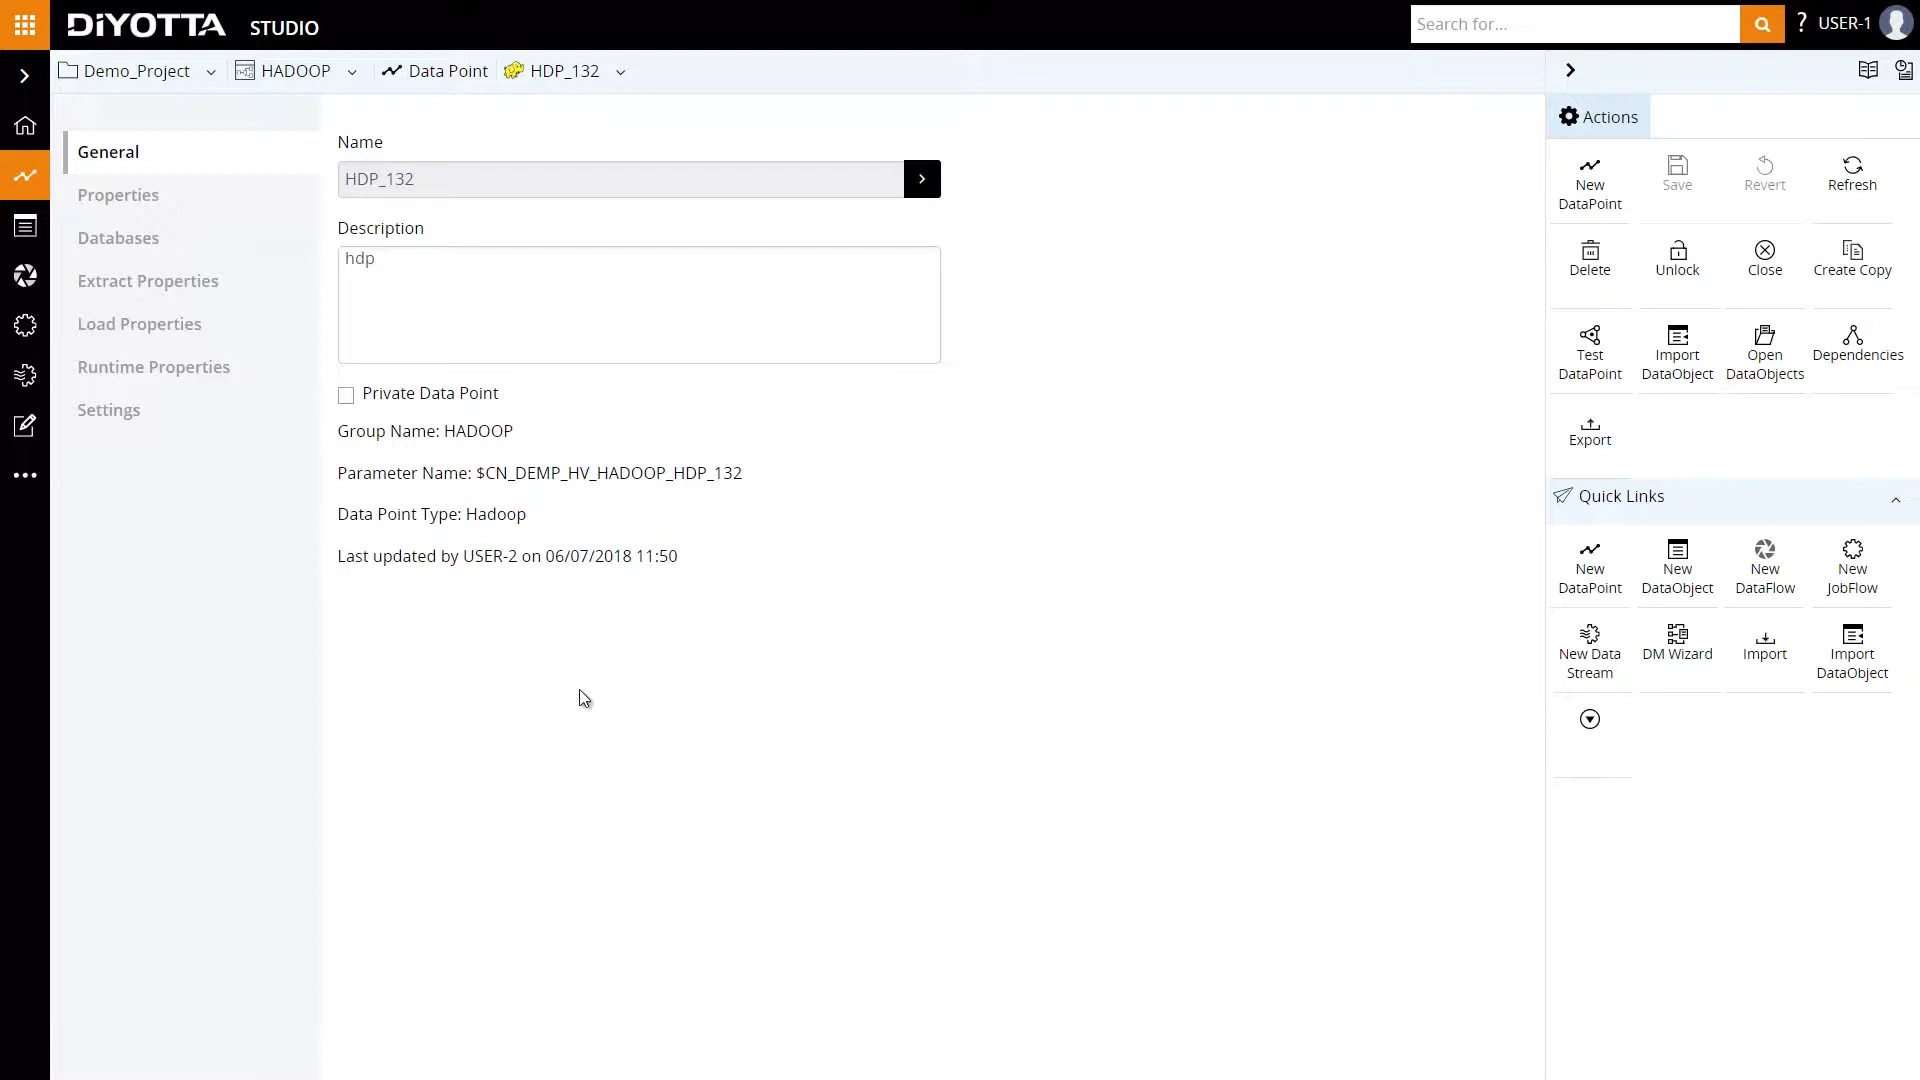 DiYOTTA STUDIO
Search for...
? USER-1
Demo_Project
HADOOP
Data Point
HDP_132
General
Properties
Databases
Extract Properties
Load Properties
Runtime Properties
Settings
Name
HDP_132
Description
hdp
Private Data Point
Group Name: HADOOP
Parameter Name: $CN_DEMP_HV_HADOOP_HDP_132
Data Point Type: Hadoop
Last updated by USER-2 on 06/07/2018 11:50
Actions
New DataPoint
Save
Revert
Refresh
Delete
Unlock
Close
Create Copy
Test DataPoint
Import DataObject
Open DataObjects
Dependencies
Export
Quick Links
New DataPoint
New DataObject
New DataFlow
New JobFlow
New Data Stream
DM Wizard
Import
Import DataObject